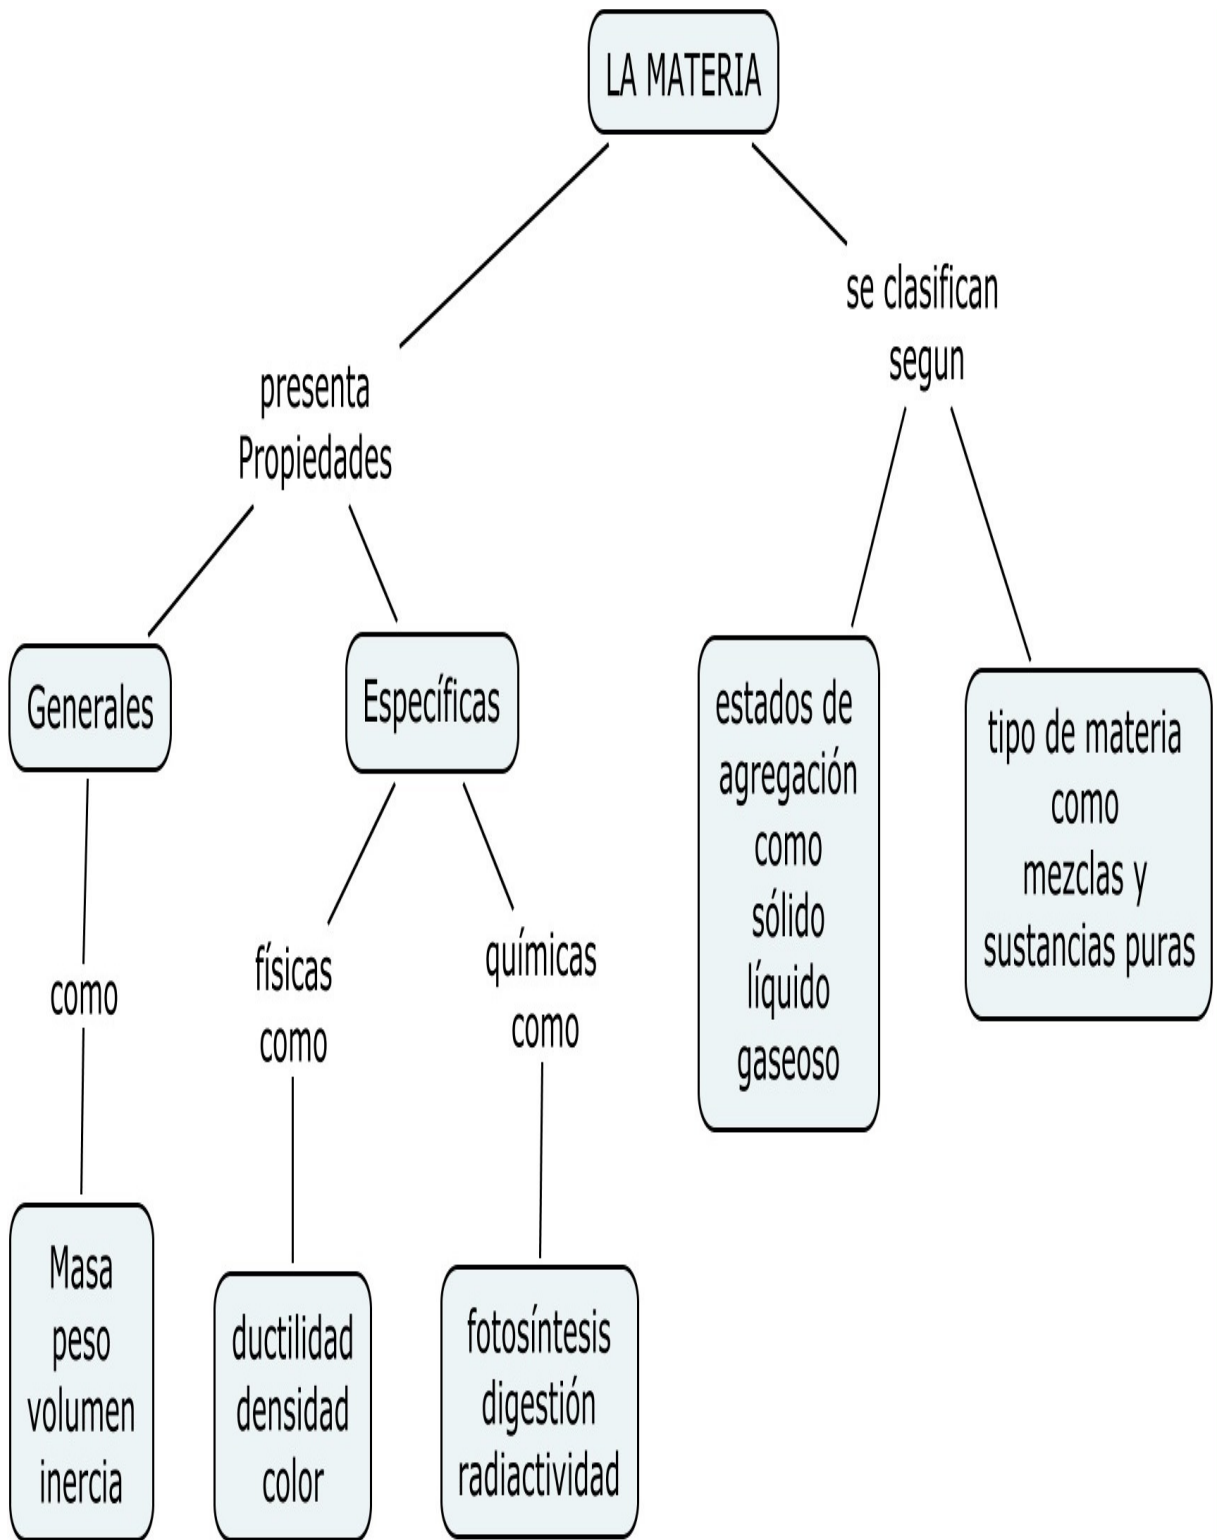 LA MATERIA
presenta
Propiedades
Generales
como
Masa
peso
volumen
inercia
Específicas
físicas
como
ductilidad
densidad
color
químicas
como
fotosíntesis
digestión
radiactividad
se clasifican
segun
estados de
agregación
como
sólido
líquido
gaseoso
tipo de materia
como
mezclas y
sustancias puras